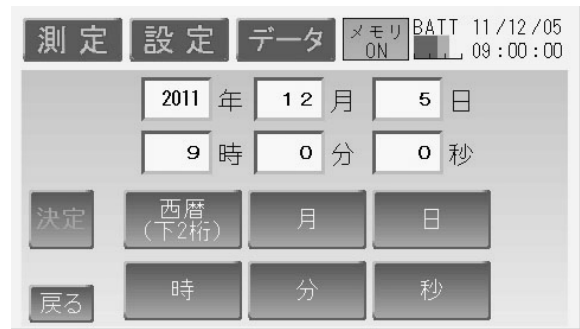 測定 設定 データ メモリON BATT 11/12/05 09:00:00
2011 年 12 月 5 日
9 時 0 分 0 秒
決定 西暦(下2桁) 月 日
戻る 時 分 秒